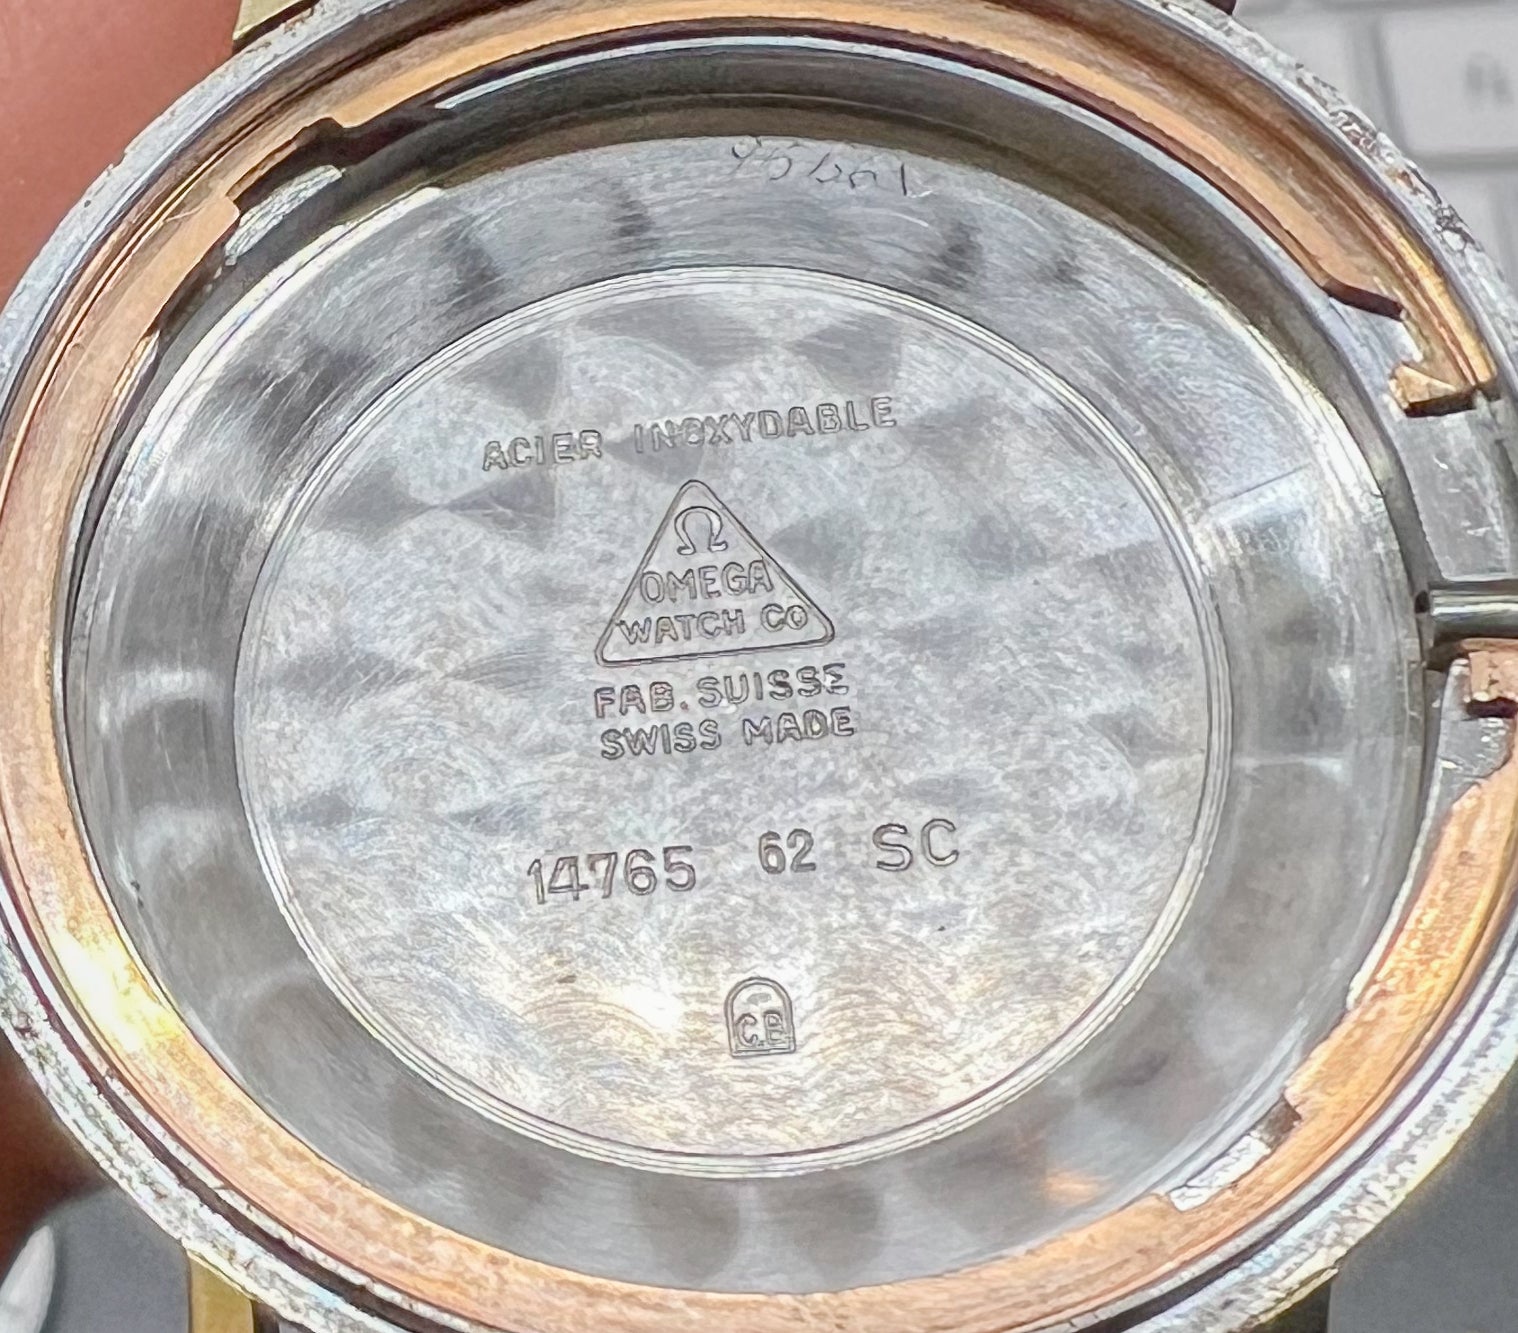 ACIER INOXYDABLE
Ω
OMEGA
WATCH CO
FAB. SUISSE
SWISS MADE
14765 62 SC
C.B